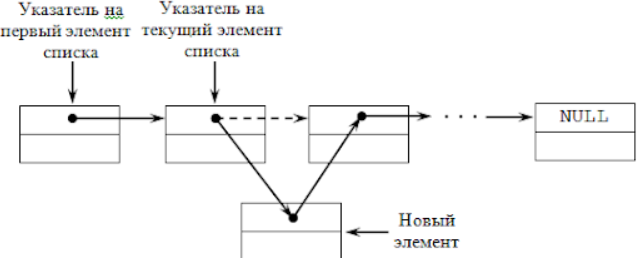 Указатель на
первый элемент
списка
Указатель на
текущий элемент
списка
NULL
Новый
элемент